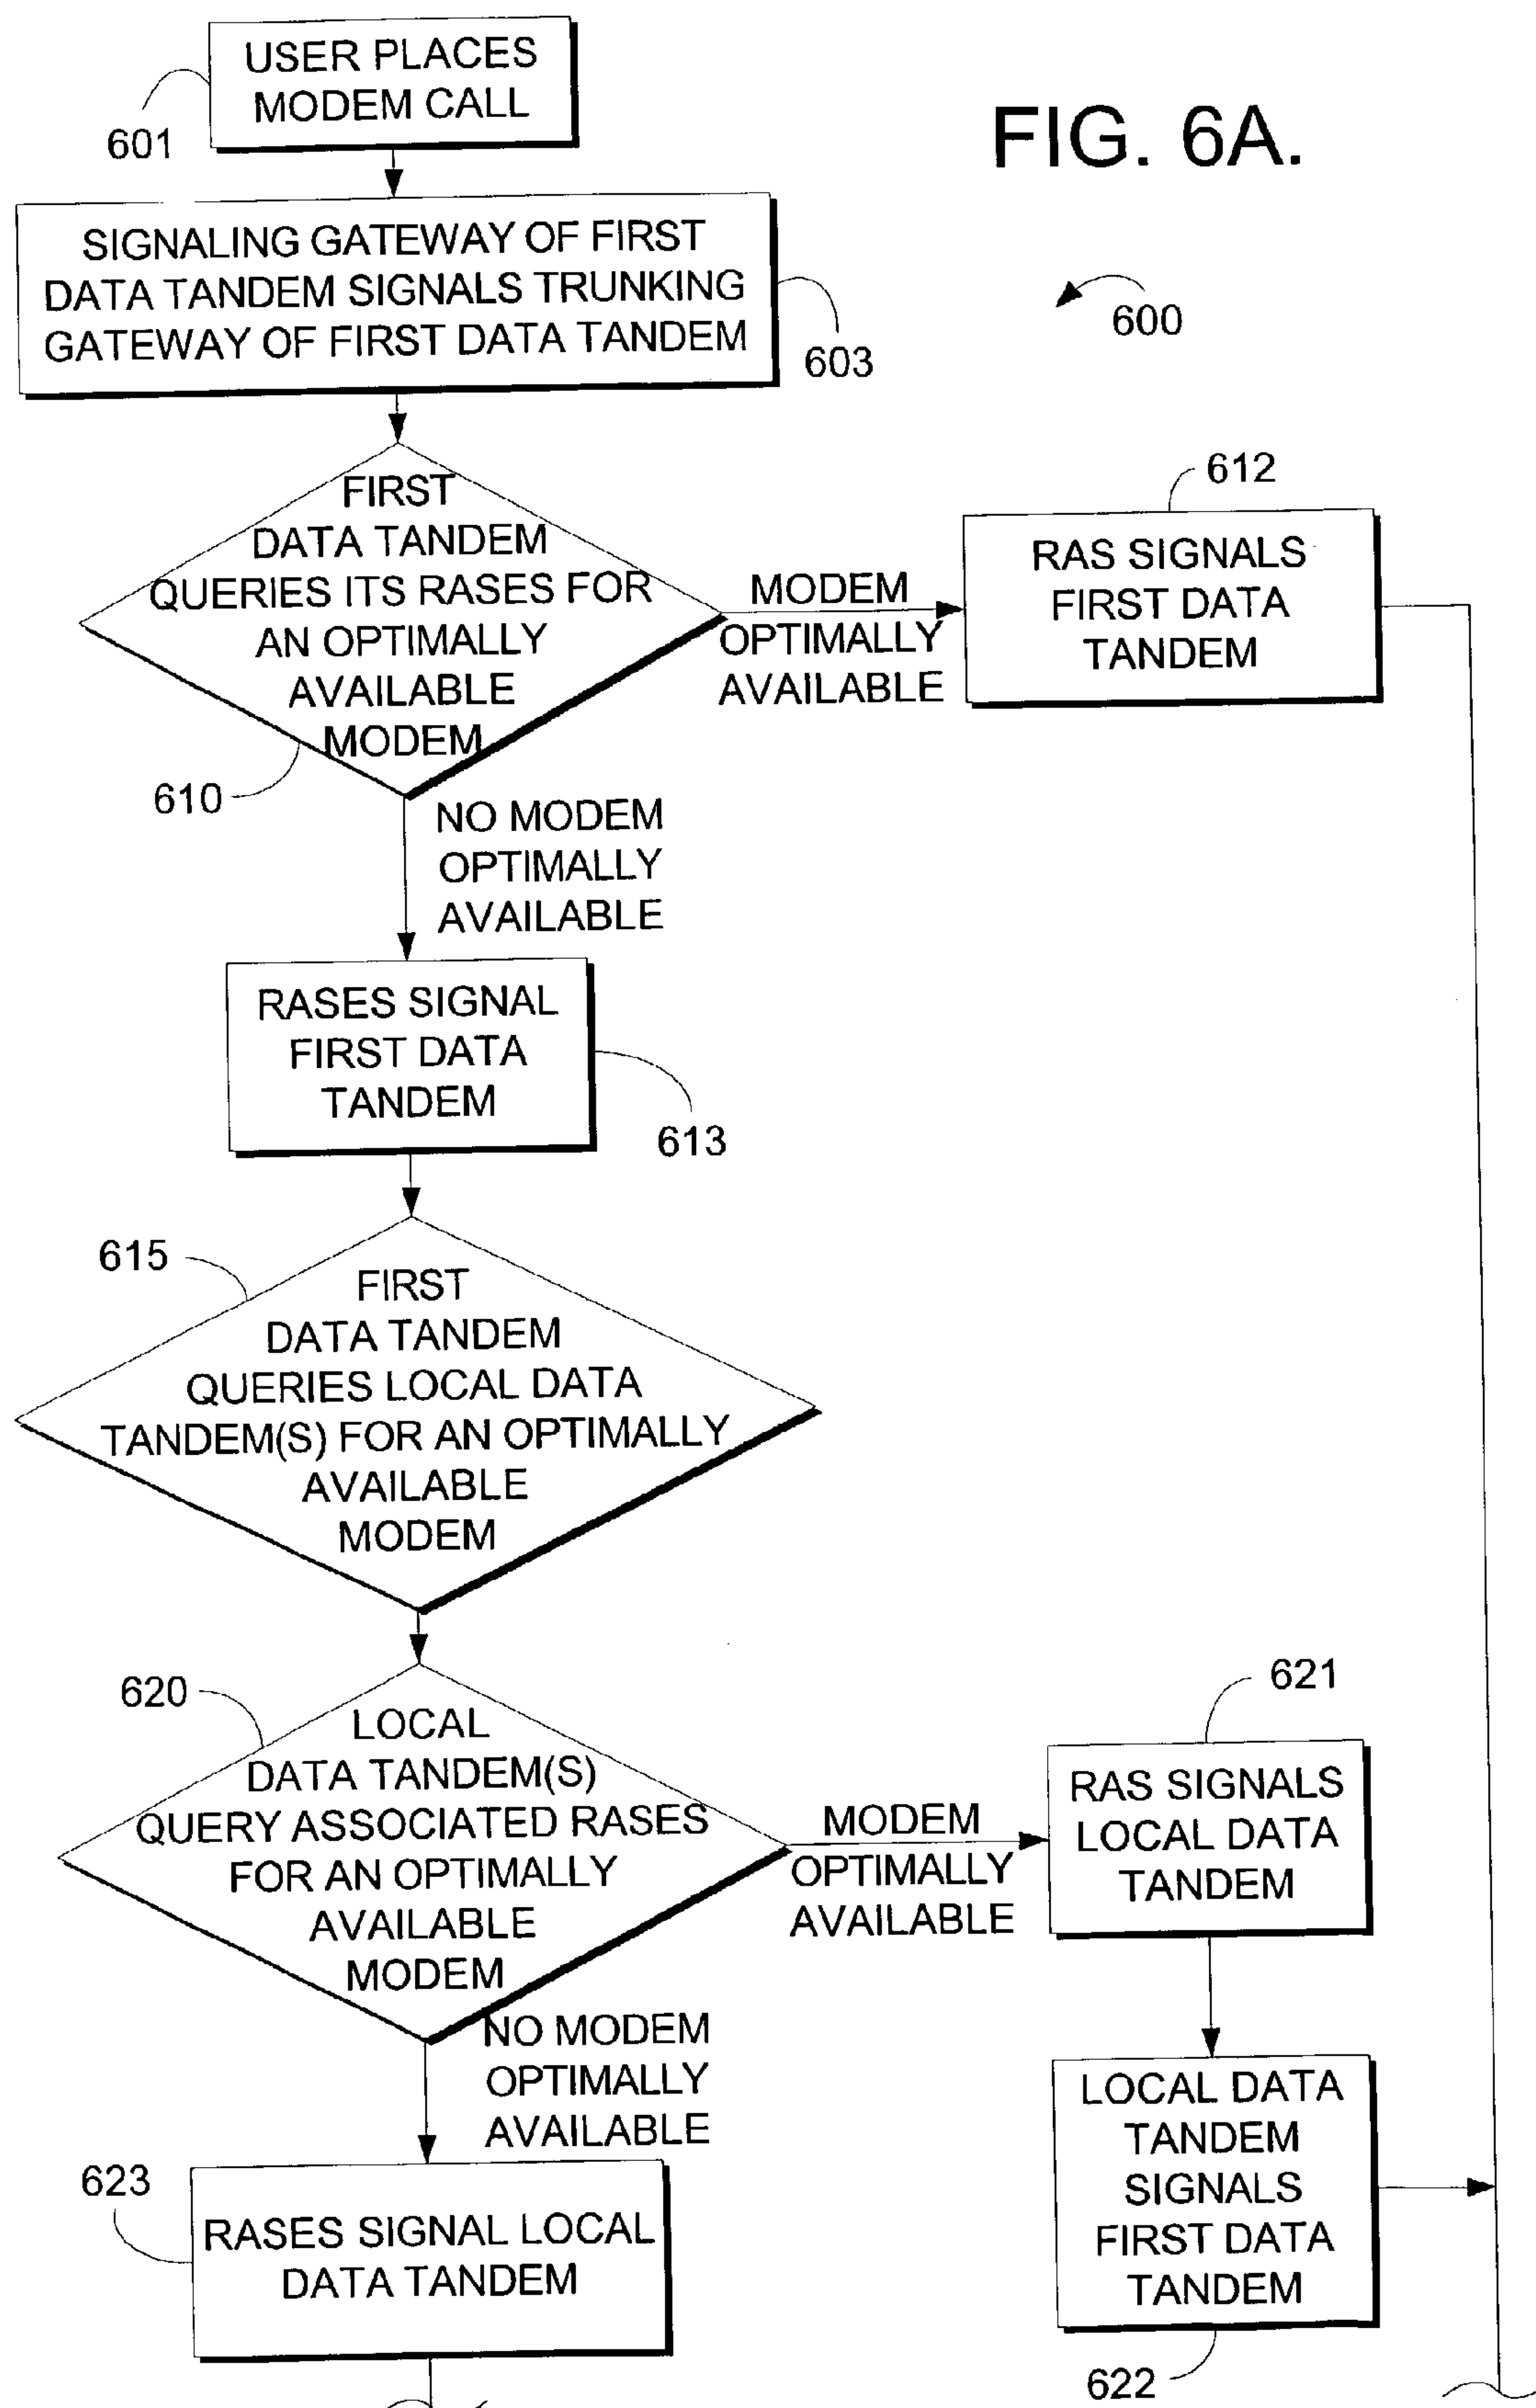 USER PLACES
MODEM CALL
601
FIG. 6A.
SIGNALING GATEWAY OF FIRST
DATA TANDEM SIGNALS TRUNKING
GATEWAY OF FIRST DATA TANDEM
603
600
FIRST
DATA TANDEM
QUERIES ITS RASES FOR
AN OPTIMALLY
AVAILABLE
MODEM
610
MODEM
OPTIMALLY
AVAILABLE
612
RAS SIGNALS
FIRST DATA
TANDEM
NO MODEM
OPTIMALLY
AVAILABLE
RASES SIGNAL
FIRST DATA
TANDEM
613
615
FIRST
DATA TANDEM
QUERIES LOCAL DATA
TANDEM(S) FOR AN OPTIMALLY
AVAILABLE
MODEM
620
LOCAL
DATA TANDEM(S)
QUERY ASSOCIATED RASES
FOR AN OPTIMALLY
AVAILABLE
MODEM
MODEM
OPTIMALLY
AVAILABLE
621
RAS SIGNALS
LOCAL DATA
TANDEM
NO MODEM
OPTIMALLY
AVAILABLE
LOCAL DATA
TANDEM
SIGNALS
FIRST DATA
TANDEM
622
623
RASES SIGNAL LOCAL
DATA TANDEM